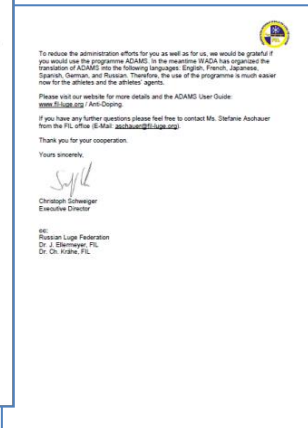 To reduce the administration efforts for you as well as for us, we would be grateful if
you would use the programme ADAMS. In the meantime WADA has organized the
translation of ADAMS into the following languages: English, French, Japanese,
Spanish, German, and Russian. Therefore, the use of the programme is much easier
now for the athletes and the athletes' agents.
Please visit our website for more details and the ADAMS User Guide:
www.fil-luge.org / Anti-Doping.
If you have any further questions please feel free to contact Ms. Stefanie Aschauer
from the FIL office (E-Mail: aschauer@fil-luge.org).
Thank you for your cooperation.
Yours sincerely,
Christoph Schweiger
Executive Director
cc:
Russian Luge Federation
Dr. J. Ellermeyer, FIL
Dr. Ch. Krähe, FIL